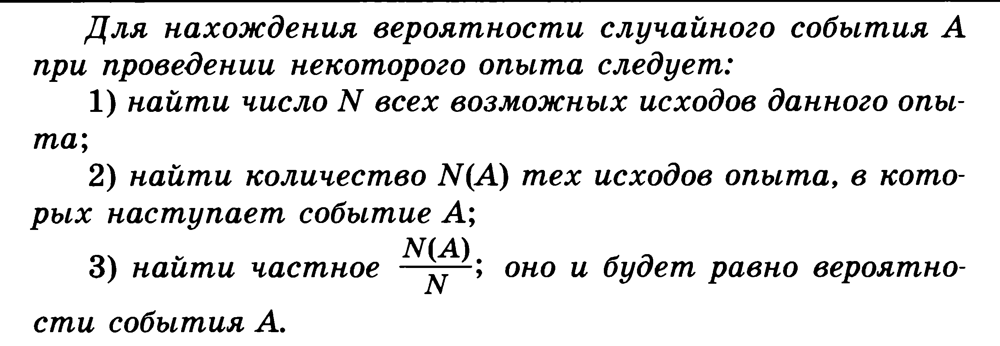 Для нахождения вероятности случайного события A
при проведении некоторого опыта следует:
1) найти число N всех возможных исходов данного опы-
та;
2) найти количество N(A) тех исходов опыта, в кото-
рых наступает событие A;
3) найти частное N(A)/N; оно и будет равно вероятно-
сти события A.